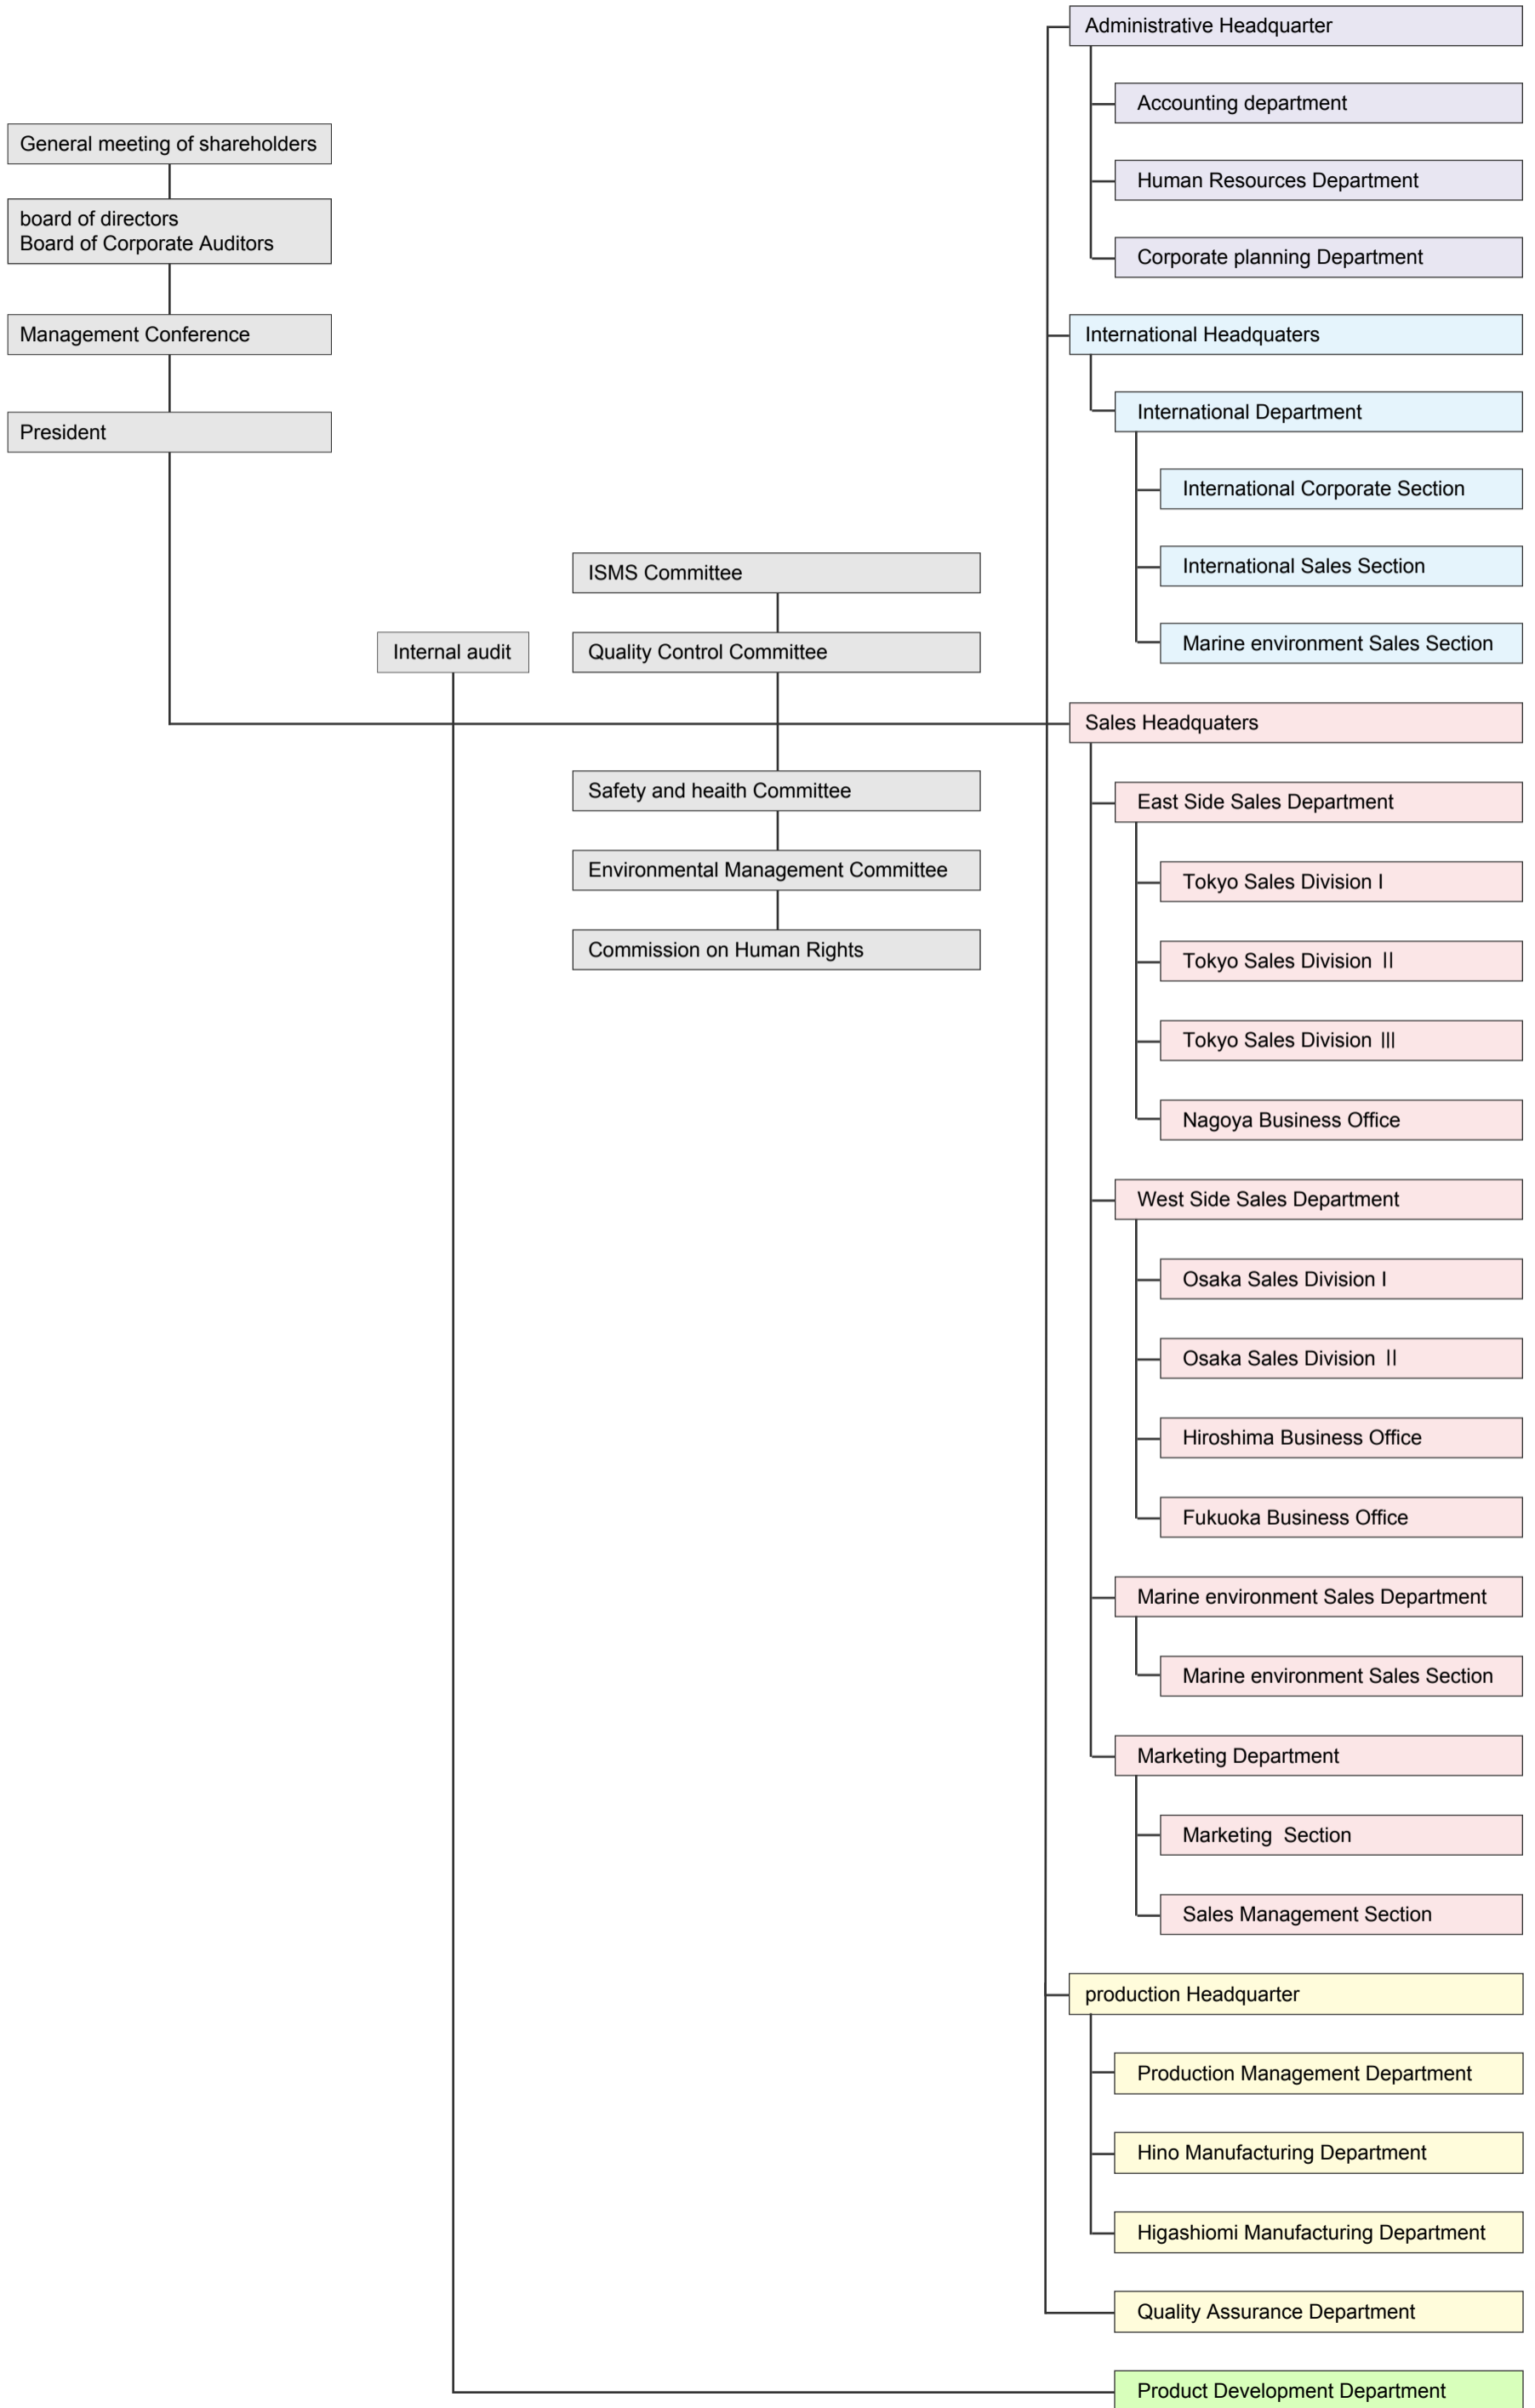 General meeting of shareholders
board of directors
Board of Corporate Auditors
Management Conference
President
Internal audit
ISMS Committee
Quality Control Committee
Safety and heaith Committee
Environmental Management Committee
Commission on Human Rights
Administrative Headquarter
Accounting department
Human Resources Department
Corporate planning Department
International Headquaters
International Department
International Corporate Section
International Sales Section
Marine environment Sales Section
Sales Headquaters
East Side Sales Department
Tokyo Sales Division I
Tokyo Sales Division Ⅱ
Tokyo Sales Division Ⅲ
Nagoya Business Office
West Side Sales Department
Osaka Sales Division I
Osaka Sales Division Ⅱ
Hiroshima Business Office
Fukuoka Business Office
Marine environment Sales Department
Marine environment Sales Section
Marketing Department
Marketing  Section
Sales Management Section
production Headquarter
Production Management Department
Hino Manufacturing Department
Higashiomi Manufacturing Department
Quality Assurance Department
Product Development Department